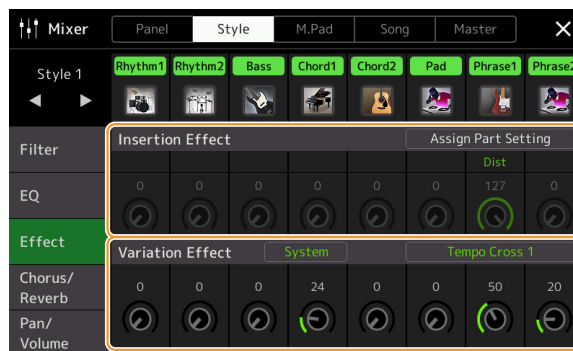 Mixer Panel Style M.Pad Song Master ×
Style 1
Rhythm1 Rhythm2 Bass Chord1 Chord2 Pad Phrase1 Phrase2
Filter
Insertion Effect Assign Part Setting
Dist
EQ
0 0 0 0 0 0 127 0
Effect
Variation Effect System Tempo Cross 1
Chorus/
Reverb
0 0 0 24 0 0 50 20
Pan/
Volume